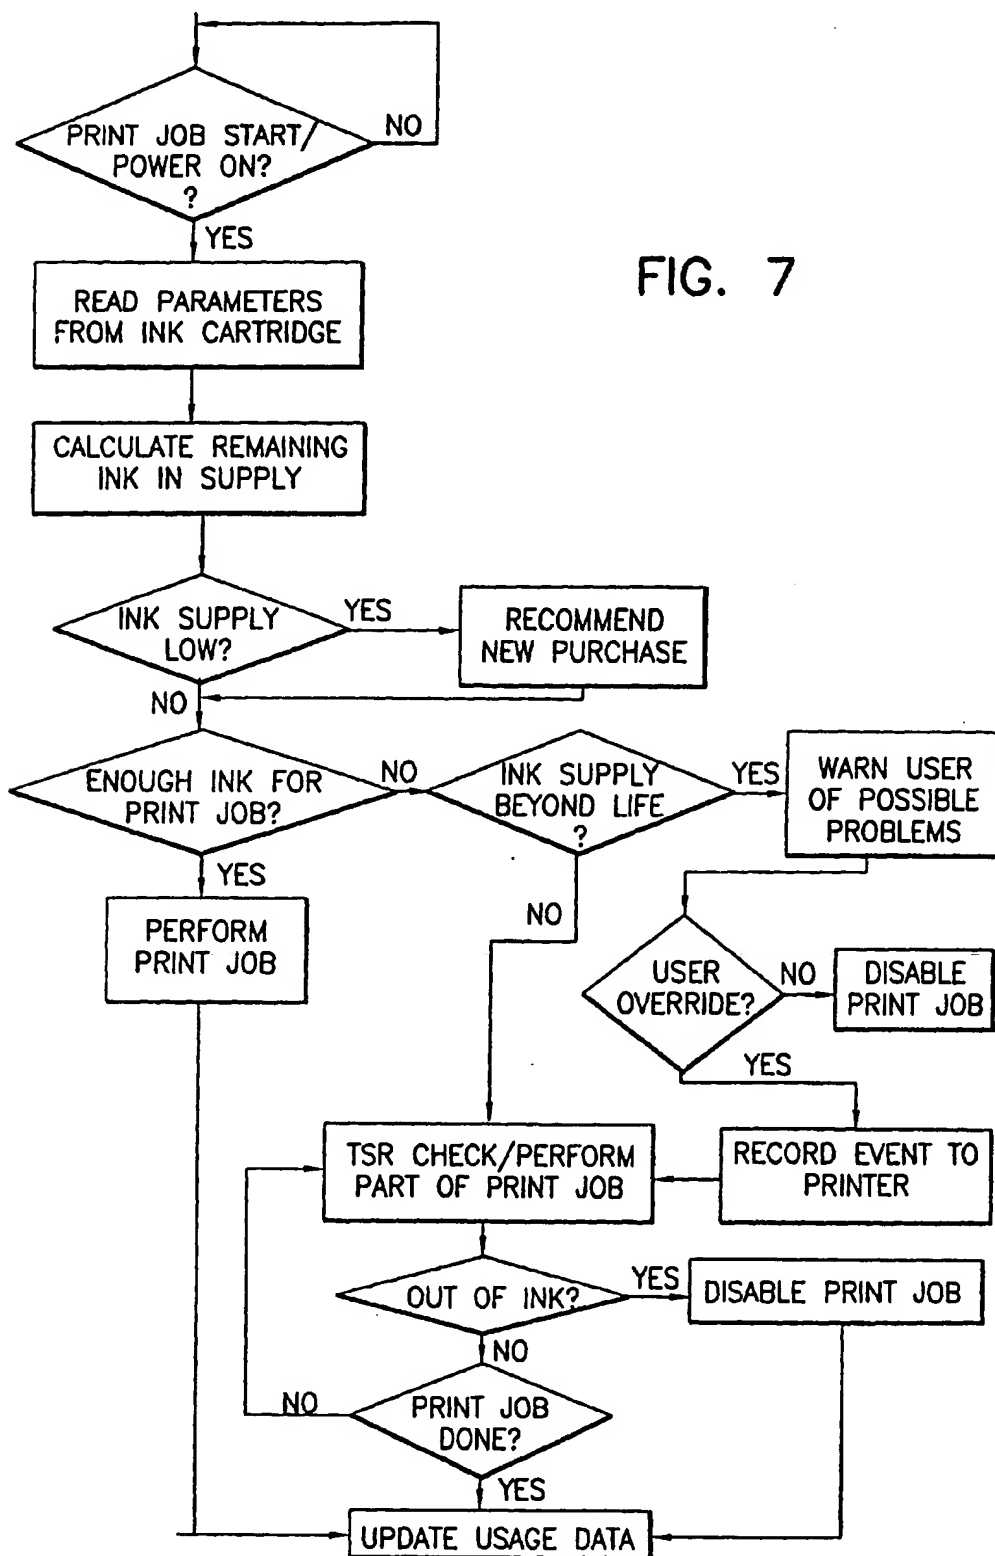 PRINT JOB START/
POWER ON?
?
NO
YES
FIG. 7
READ PARAMETERS
FROM INK CARTRIDGE
CALCULATE REMAINING
INK IN SUPPLY
INK SUPPLY
LOW?
YES
RECOMMEND
NEW PURCHASE
NO
ENOUGH INK FOR
PRINT JOB?
NO
INK SUPPLY
BEYOND LIFE
?
YES
WARN USER
OF POSSIBLE
PROBLEMS
YES
PERFORM
PRINT JOB
NO
USER
OVERRIDE?
NO
DISABLE
PRINT JOB
YES
TSR CHECK/PERFORM
PART OF PRINT JOB
RECORD EVENT TO
PRINTER
OUT OF INK?
YES
DISABLE PRINT JOB
NO
PRINT JOB
DONE?
NO
YES
UPDATE USAGE DATA